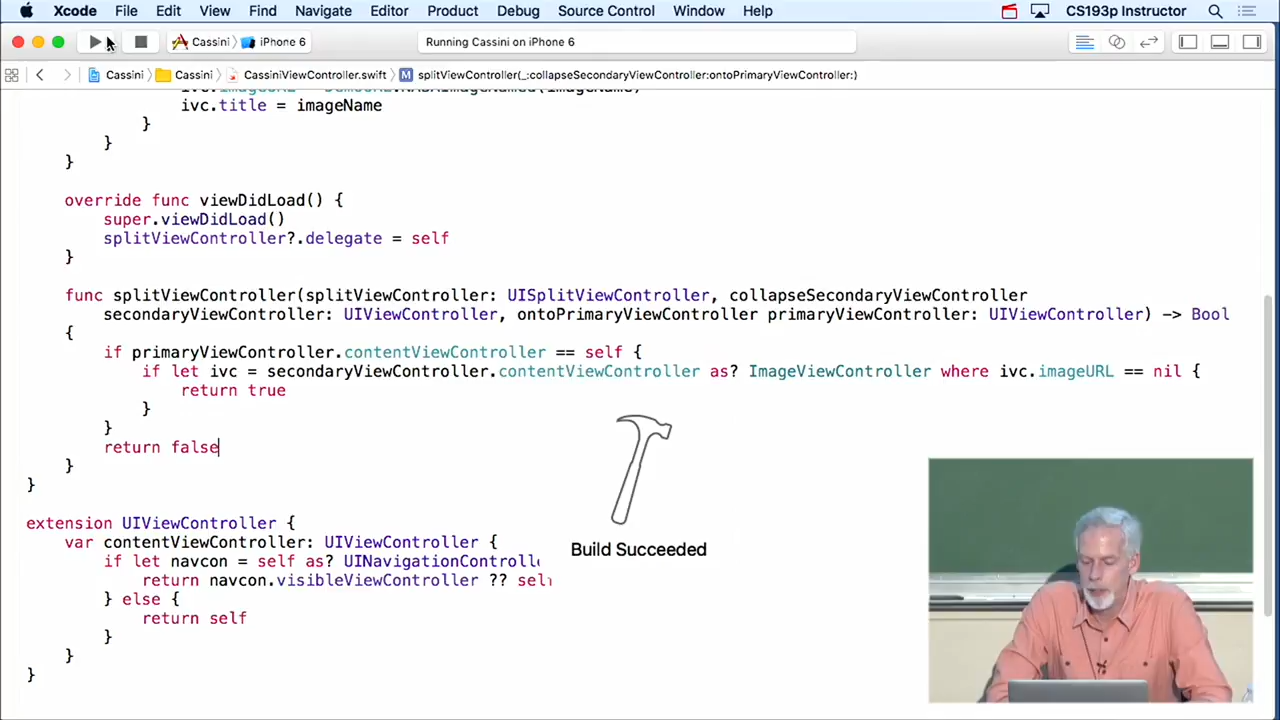 Xcode File Edit View Find Navigate Editor Product Debug Source Control Window Help CS193p Instructor
Cassini iPhone 6 Running Cassini on iPhone 6
Cassini Cassini CassiniViewController.swift M splitViewController(_:collapseSecondaryViewController:ontoPrimaryViewController:)
ivc.title = imageName
}
}
}
override func viewDidLoad() {
super.viewDidLoad()
splitViewController?.delegate = self
}
func splitViewController(splitViewController: UISplitViewController, collapseSecondaryViewController
secondaryViewController: UIViewController, ontoPrimaryViewController primaryViewController: UIViewController) -> Bool
{
if primaryViewController.contentViewController == self {
if let ivc = secondaryViewController.contentViewController as? ImageViewController where ivc.imageURL == nil {
return true
}
}
return false
}
}
extension UIViewController {
var contentViewController: UIViewController {
if let navcon = self as?
return navcon.visibleViewController ??
} else {
return self
}
}
}
Build Succeeded